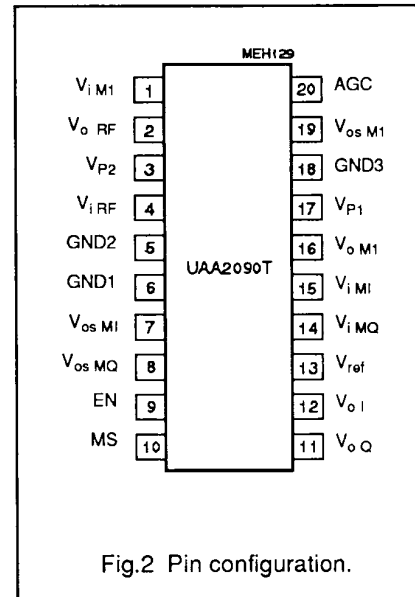 MEH129
V i M1 1 20 AGC
V o RF 2 19 V os M1
V P2 3 18 GND3
V i RF 4 17 V P1
GND2 5 16 V o M1
GND1 6 UAA2090T 15 V i MI
V os MI 7 14 V i MQ
V os MQ 8 13 V ref
EN 9 12 V o I
MS 10 11 V o Q
Fig.2 Pin configuration.